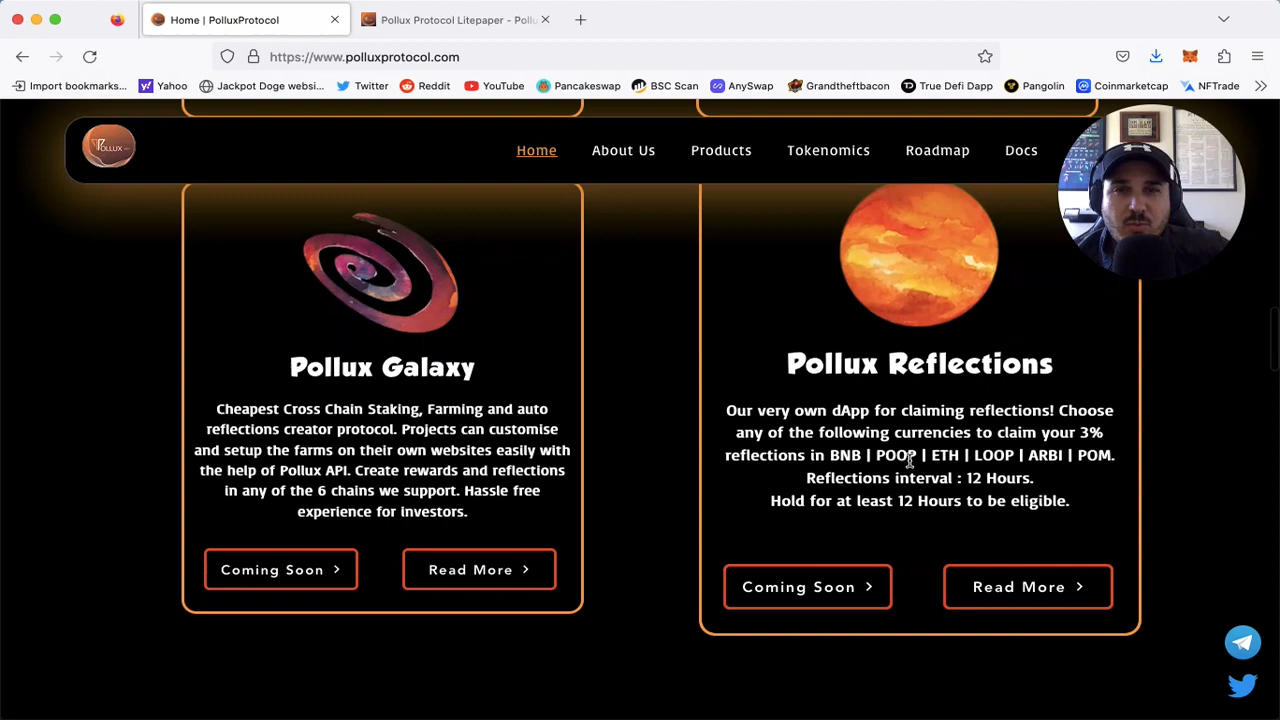 Home | PolluxProtocol
Pollux Protocol Litepaper - Pollu
https://www.polluxprotocol.com
Import bookmarks...
Yahoo
Jackpot Doge websi...
Twitter
Reddit
YouTube
Pancakeswap
BSC Scan
AnySwap
Grandtheftbacon
True Defi Dapp
Pangolin
Coinmarketcap
NFTrade
POLLUX
Home
About Us
Products
Tokenomics
Roadmap
Docs
Pollux Galaxy
Cheapest Cross Chain Staking, Farming and auto
reflections creator protocol. Projects can customise
and setup the farms on their own websites easily with
the help of Pollux API. Create rewards and reflections
in any of the 6 chains we support. Hassle free
experience for investors.
Coming Soon >
Read More >
Pollux Reflections
Our very own dApp for claiming reflections! Choose
any of the following currencies to claim your 3%
reflections in BNB | POOP | ETH | LOOP | ARBI | POM.
Reflections interval : 12 Hours.
Hold for at least 12 Hours to be eligible.
Coming Soon >
Read More >